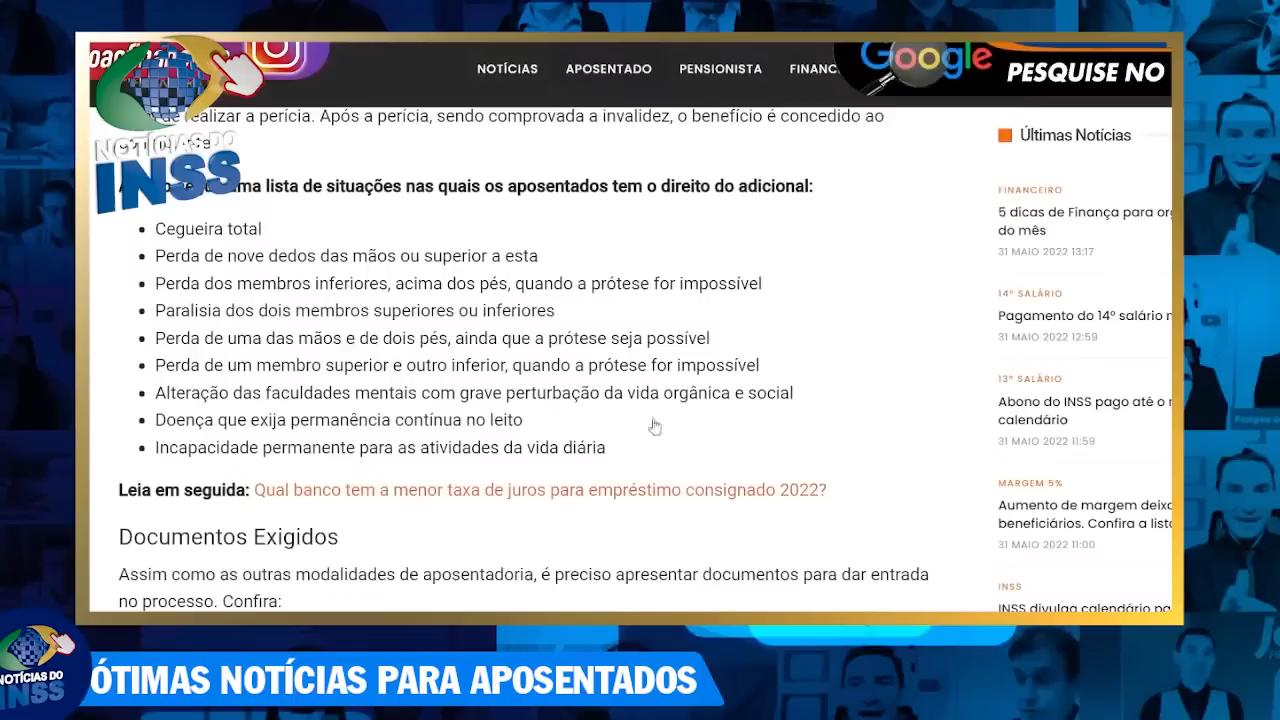 NOTÍCIAS APOSENTADO PENSIONISTA FINANC
Google
PESQUISE NO
NOTÍCIAS DO
INSS
de realizar a perícia. Após a perícia, sendo comprovada a invalidez, o benefício é concedido ao
uma lista de situações nas quais os aposentados tem o direito do adicional:
Cegueira total
Perda de nove dedos das mãos ou superior a esta
Perda dos membros inferiores, acima dos pés, quando a prótese for impossível
Paralisia dos dois membros superiores ou inferiores
Perda de uma das mãos e de dois pés, ainda que a prótese seja possível
Perda de um membro superior e outro inferior, quando a prótese for impossível
Alteração das faculdades mentais com grave perturbação da vida orgânica e social
Doença que exija permanência contínua no leito
Incapacidade permanente para as atividades da vida diária
Leia em seguida: Qual banco tem a menor taxa de juros para empréstimo consignado 2022?
Documentos Exigidos
Assim como as outras modalidades de aposentadoria, é preciso apresentar documentos para dar entrada
no processo. Confira:
Últimas Notícias
FINANCEIRO
5 dicas de Finança para org
do mês
31 MAIO 2022 13:17
14º SALÁRIO
Pagamento do 14º salário
31 MAIO 2022 12:59
13º SALÁRIO
Abono do INSS pago até o
calendário
31 MAIO 2022 11:59
MARGEM 5%
Aumento de margem deixa
beneficiários. Confira a lista
31 MAIO 2022 11:00
INSS
INSS divulga calendário pa
NOTÍCIAS DO
INSS
ÓTIMAS NOTÍCIAS PARA APOSENTADOS